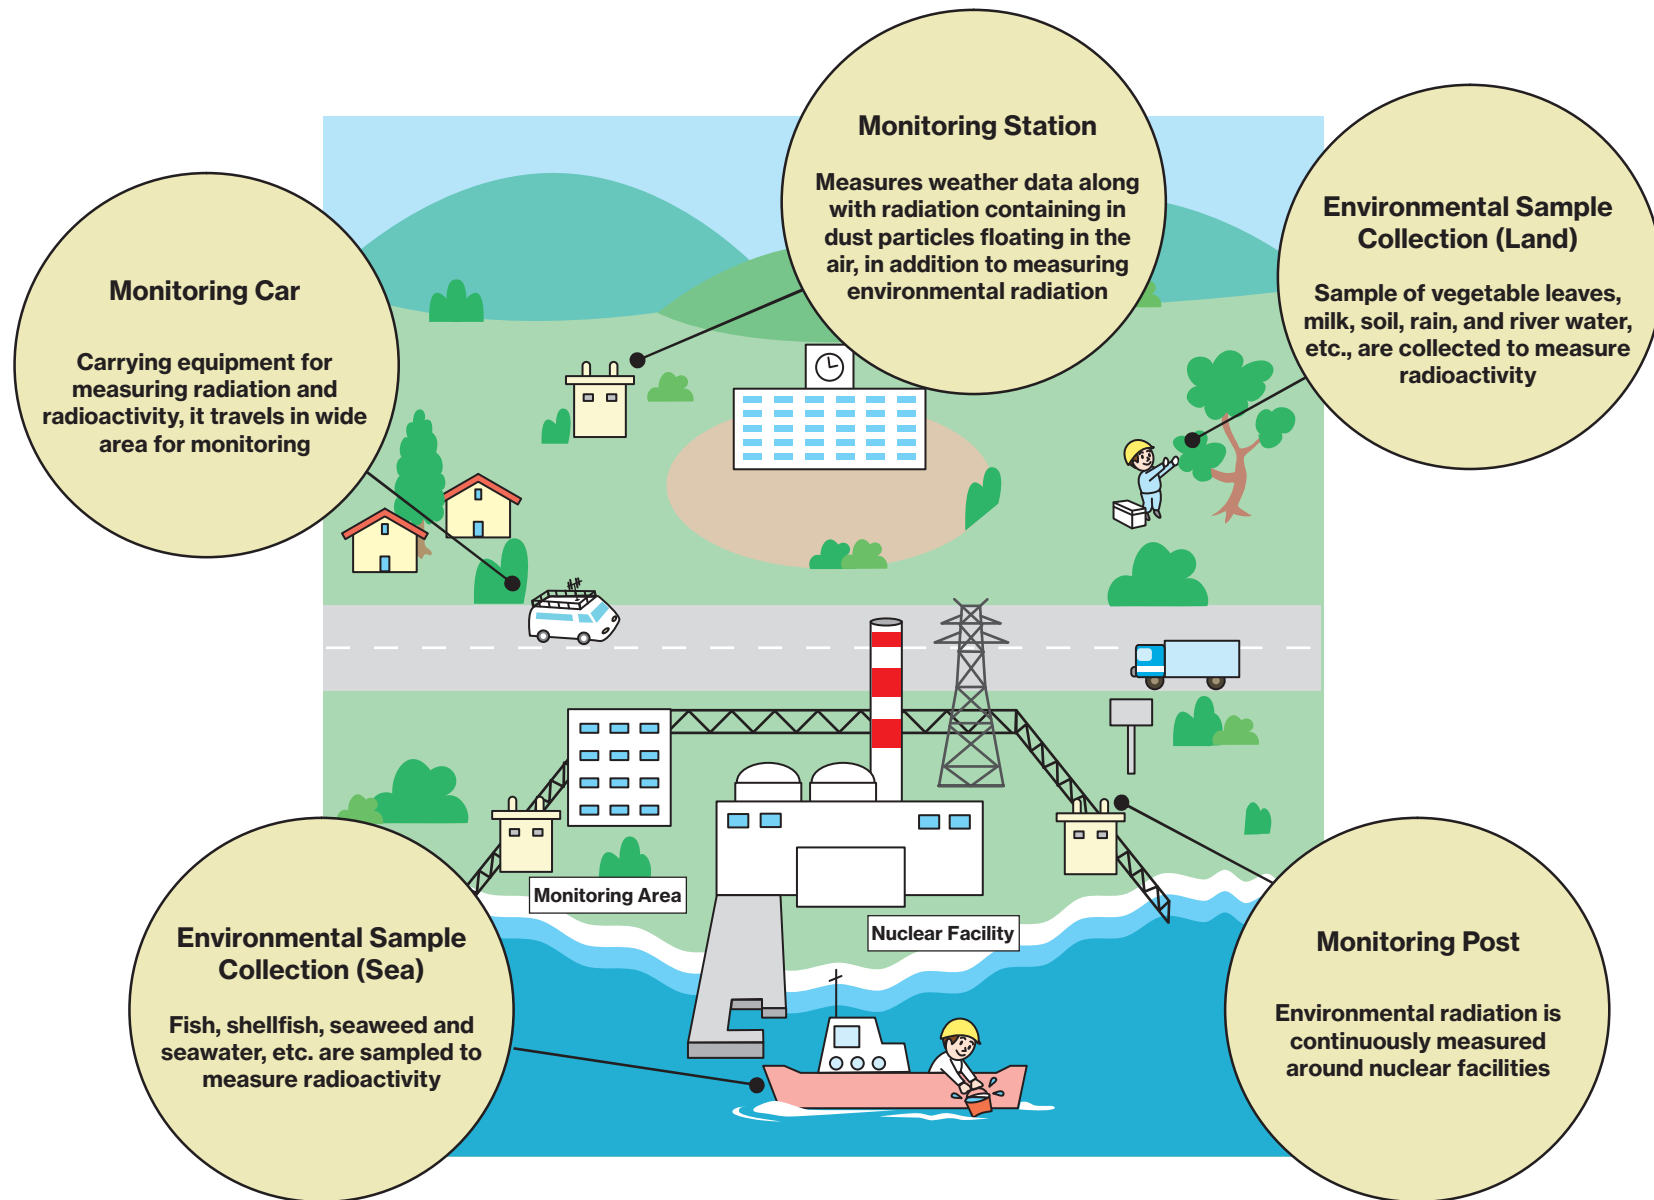 Monitoring Station
Measures weather data along
with radiation containing in
dust particles floating in the
air, in addition to measuring
environmental radiation
Environmental Sample
Collection (Land)
Sample of vegetable leaves,
milk, soil, rain, and river water,
etc., are collected to measure
radioactivity
Monitoring Car
Carrying equipment for
measuring radiation and
radioactivity, it travels in wide
area for monitoring
Monitoring Area
Nuclear Facility
Environmental Sample
Collection (Sea)
Fish, shellfish, seaweed and
seawater, etc. are sampled to
measure radioactivity
Monitoring Post
Environmental radiation is
continuously measured
around nuclear facilities